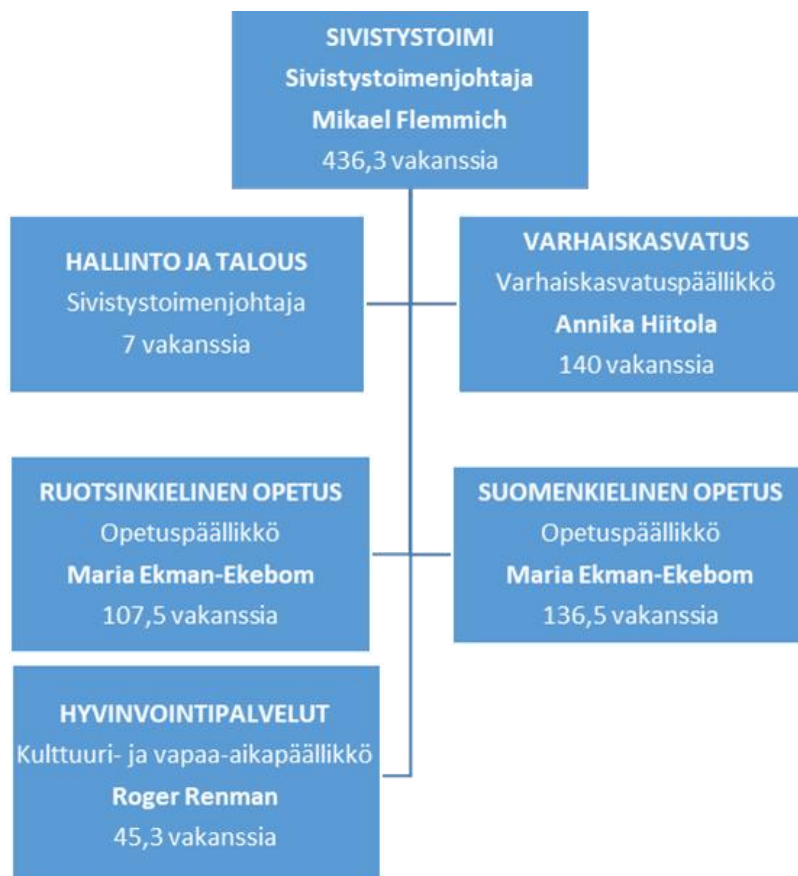 SIVISTYSTOIMI
Sivistystoimenjohtaja
Mikael Flemmich
436,3 vakanssia
HALLINTO JA TALOUS
Sivistystoimenjohtaja
7 vakanssia
VARHAISKASVATUS
Varhaiskasvatuspäällikkö
Annika Hiitola
140 vakanssia
RUOTSINKIELINEN OPETUS
Opetuspäällikkö
Maria Ekman-Ekebom
107,5 vakanssia
SUOMENKIELINEN OPETUS
Opetuspäällikkö
Maria Ekman-Ekebom
136,5 vakanssia
HYVINVOINTIPALVELUT
Kulttuuri- ja vapaa-aikapäällikkö
Roger Renman
45,3 vakanssia